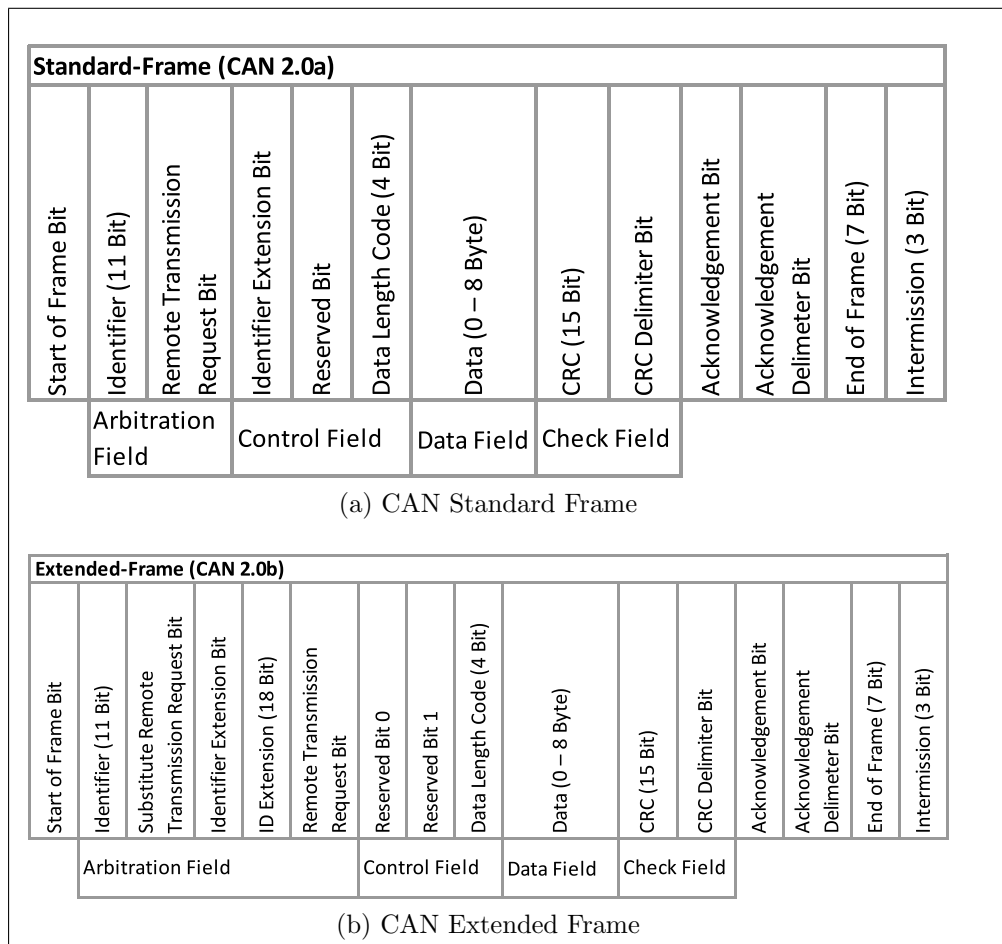 Standard-Frame (CAN 2.0a)
Start of Frame Bit
Identifier (11 Bit)
Remote Transmission
Request Bit
Identifier Extension Bit
Reserved Bit
Data Length Code (4 Bit)
Data (0 – 8 Byte)
CRC (15 Bit)
CRC Delimiter Bit
Acknowledgement Bit
Acknowledgement
Delimeter Bit
End of Frame (7 Bit)
Intermission (3 Bit)
Arbitration
Field
Control Field
Data Field
Check Field
(a) CAN Standard Frame
Extended-Frame (CAN 2.0b)
Start of Frame Bit
Identifier (11 Bit)
Substitute Remote
Transmission Request Bit
Identifier Extension Bit
ID Extension (18 Bit)
Remote Transmission
Request Bit
Reserved Bit 0
Reserved Bit 1
Data Length Code (4 Bit)
Data (0 – 8 Byte)
CRC (15 Bit)
CRC Delimiter Bit
Acknowledgement Bit
Acknowledgement
Delimeter Bit
End of Frame (7 Bit)
Intermission (3 Bit)
Arbitration Field
Control Field
Data Field
Check Field
(b) CAN Extended Frame